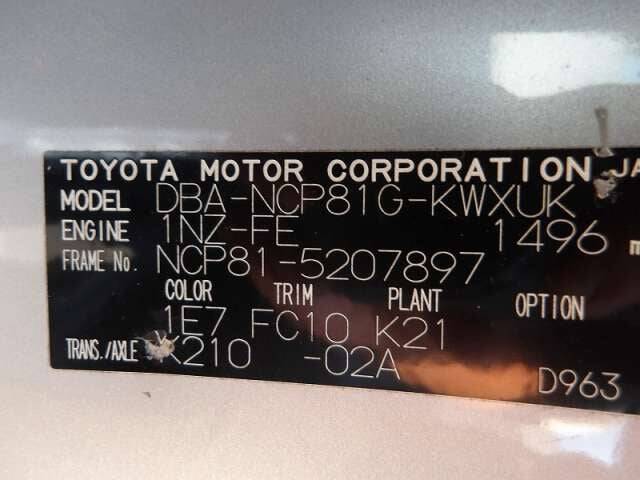 TOYOTA MOTOR CORPORATION JA
MODEL DBA-NCP81G-KWXUK
ENGINE 1NZ-FE 1496 m
FRAME No. NCP81-5207897
COLOR TRIM PLANT OPTION
1E7 FC10 K21
TRANS./AXLE K210 -02A
D963